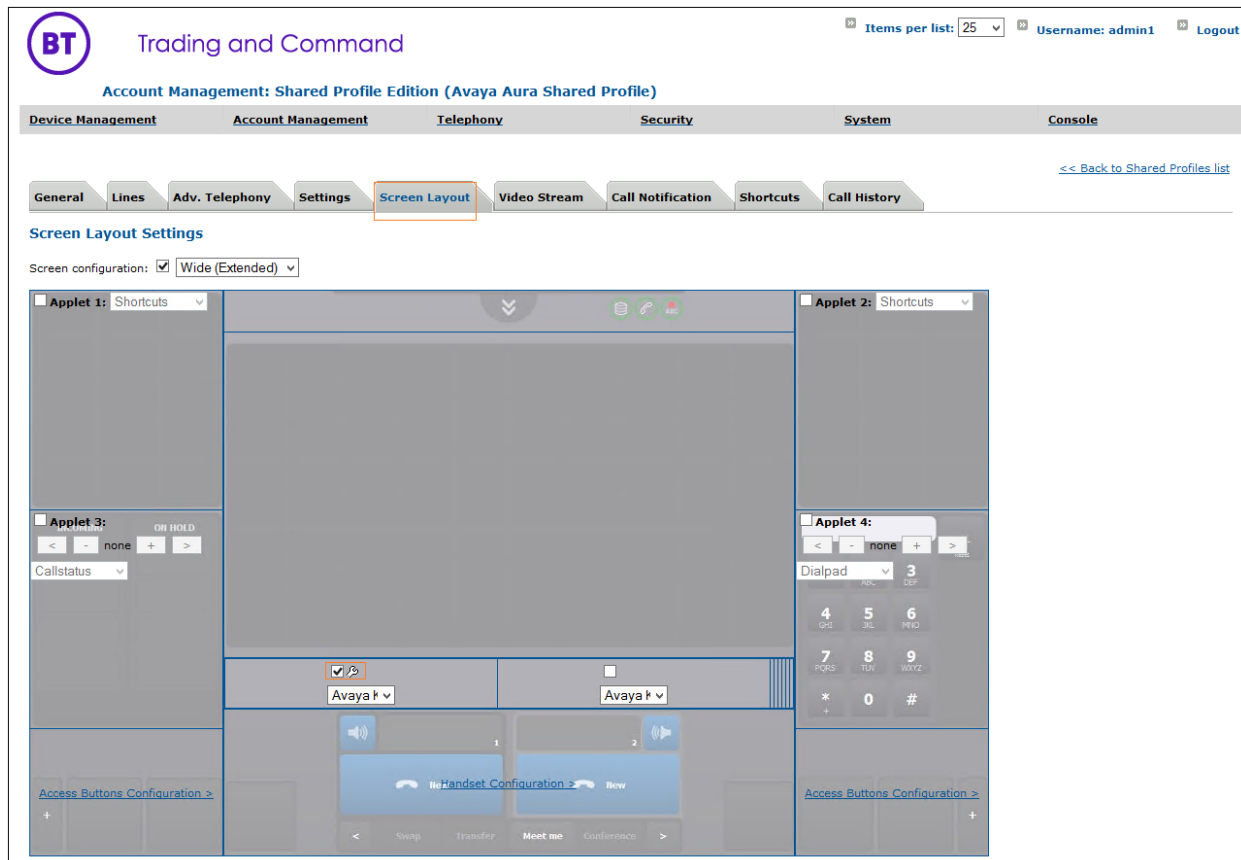 BT
Trading and Command
Items per list: 25 Username: admin1 Logout
Account Management: Shared Profile Edition (Avaya Aura Shared Profile)
Device Management Account Management Telephony Security System Console
<< Back to Shared Profiles list
General Lines Adv. Telephony Settings Screen Layout Video Stream Call Notification Shortcuts Call History
Screen Layout Settings
Screen configuration: Wide (Extended)
Applet 1: Shortcuts
Applet 2: Shortcuts
Applet 3:
ON HOLD
< - none + >
Callstatus
Applet 4:
< - none + >
Dialpad
ABC
3
DEF
4 5 6
GHI JKL MNO
7 8 9
PQRS TUV WXYZ
* 0 #
+
Avaya
Avaya
1
2
Handset Configuration >
New
Access Buttons Configuration >
+
Access Buttons Configuration >
+
< Swap Transfer Meet me Conference >